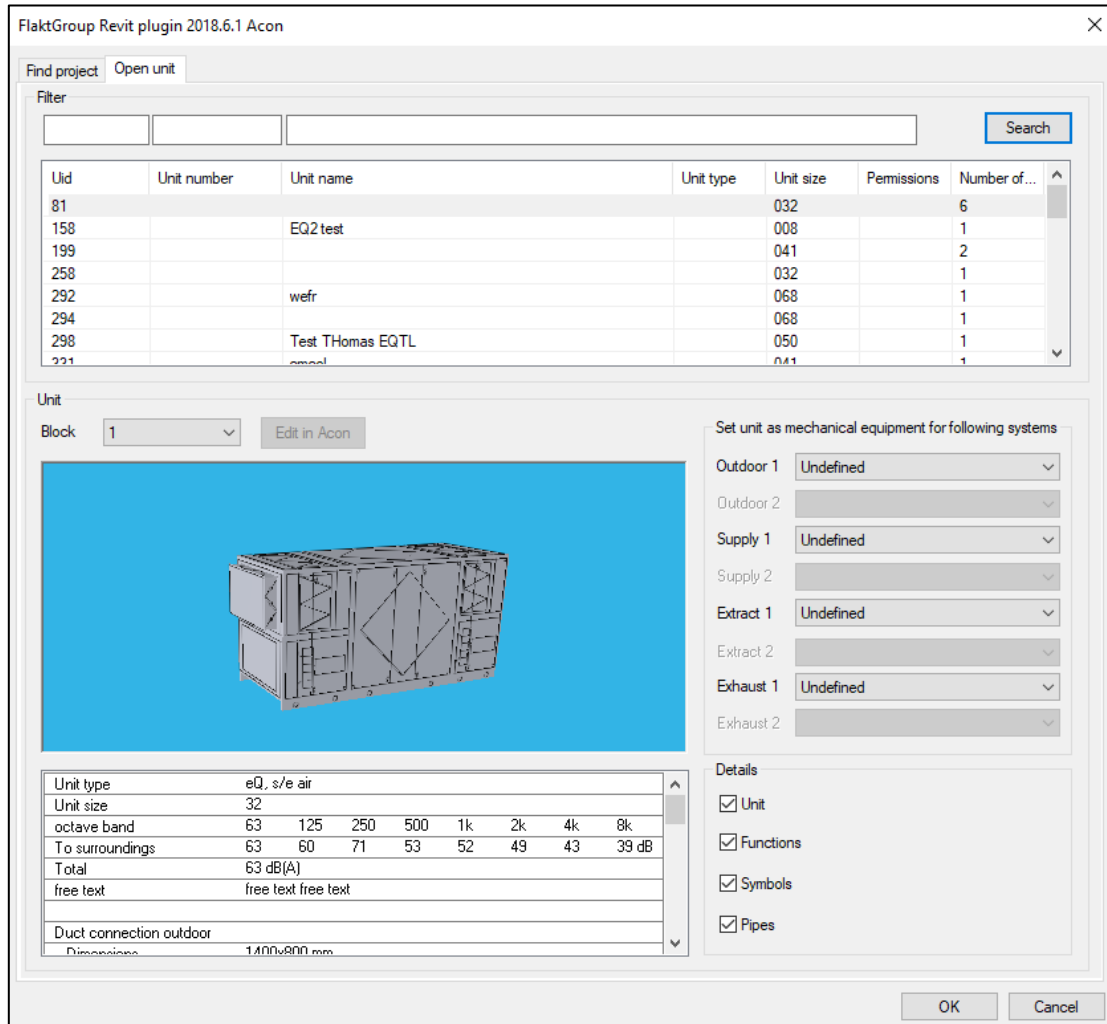 FlaktGroup Revit plugin 2018.6.1 Acon
Find project Open unit
Filter
Search
Uid Unit number Unit name Unit type Unit size Permissions Number of...
81 032 6
158 EQ2 test 008 1
199 041 2
258 032 1
292 wefr 068 1
294 068 1
298 Test THomas EQTL 050 1
331 041 1
Unit
Block 1 Edit in Acon
Set unit as mechanical equipment for following systems
Outdoor 1 Undefined
Outdoor 2
Supply 1 Undefined
Supply 2
Extract 1 Undefined
Extract 2
Exhaust 1 Undefined
Exhaust 2
Unit type eQ, s/e air
Unit size 32
octave band 63 125 250 500 1k 2k 4k 8k
To surroundings 63 60 71 53 52 49 43 39 dB
Total 63 dB(A)
free text free text free text
Duct connection outdoor
Dimensions 1400x800 mm
Details
Unit
Functions
Symbols
Pipes
OK Cancel